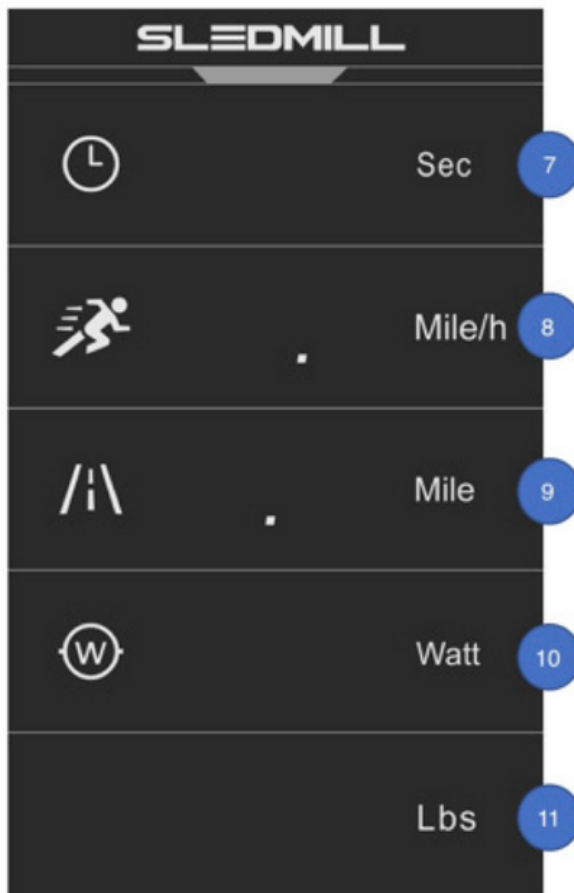 SLEDMILL
Sec 7
Mile/h 8
. 
Mile 9
.
W Watt 10
Lbs 11